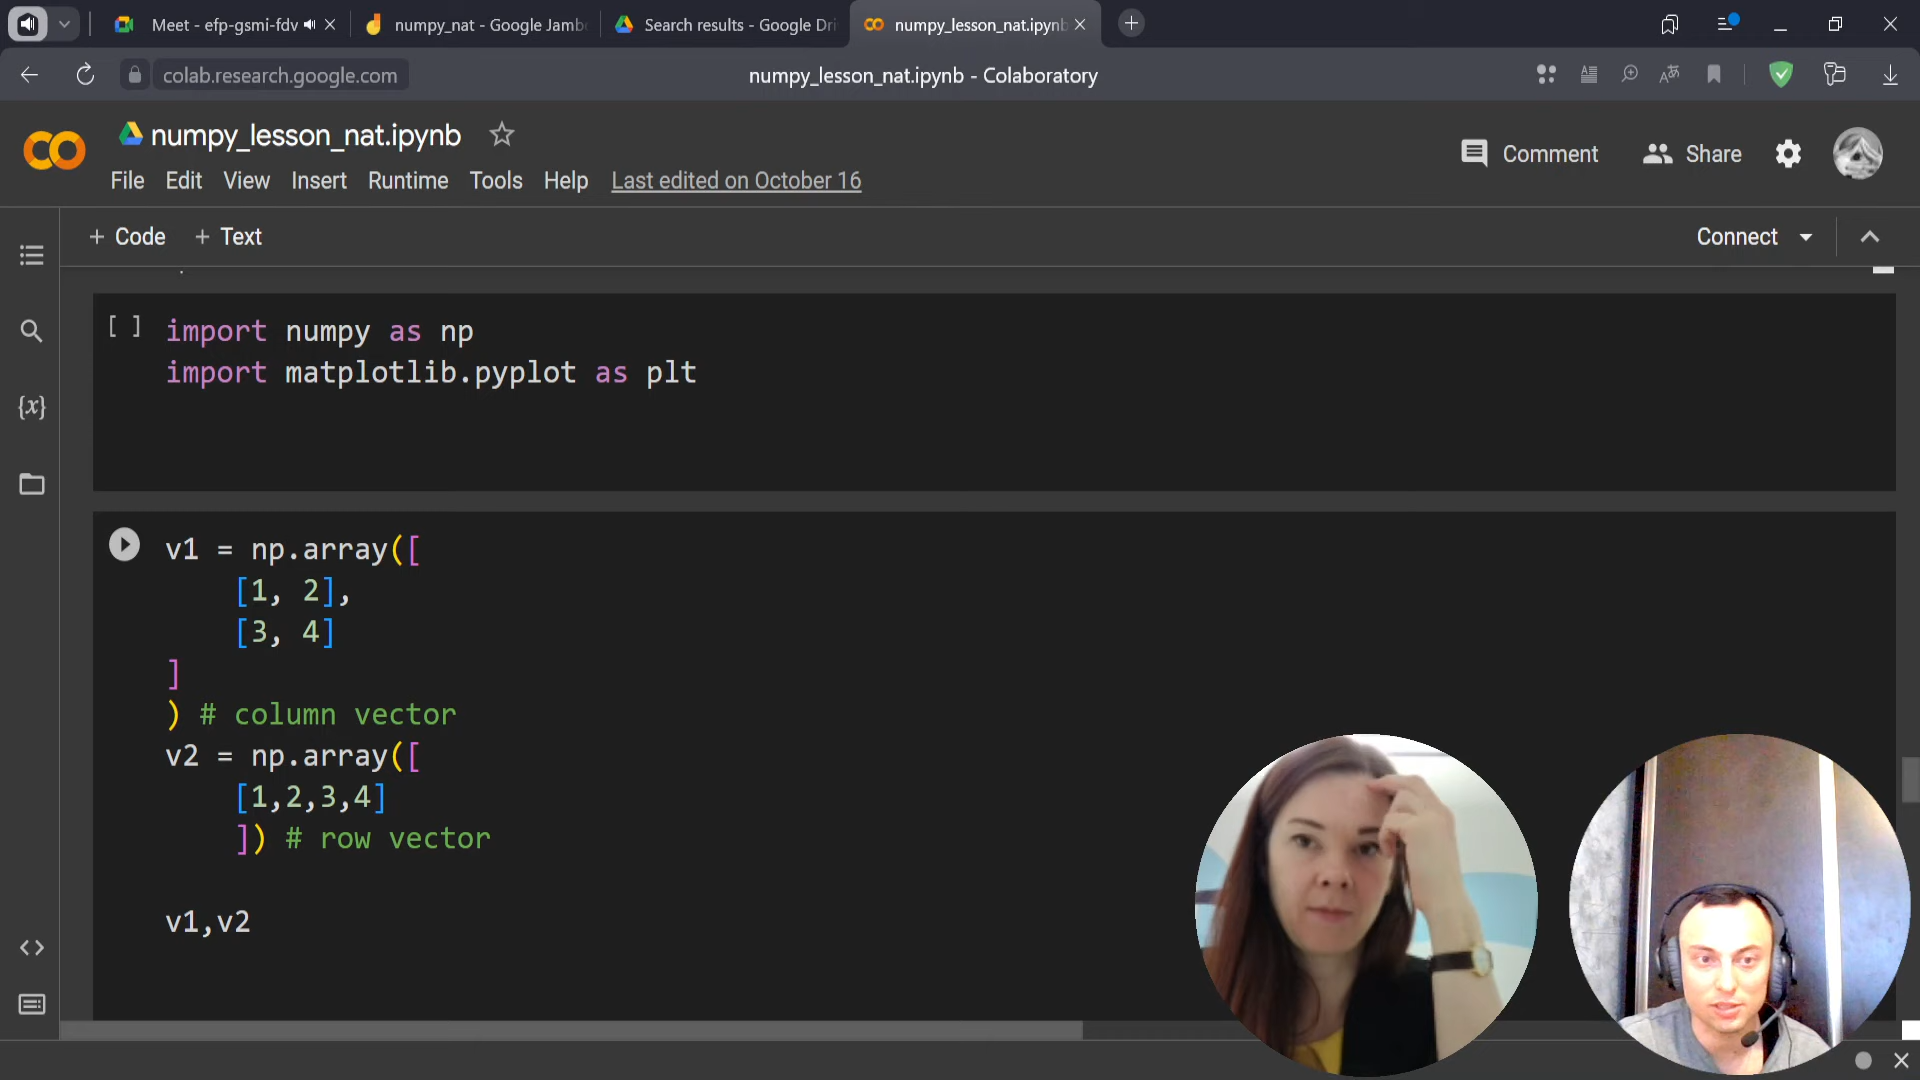 Meet - efp-gsmi-fdv
numpy_nat - Google Jamb
Search results - Google Dri
numpy_lesson_nat.ipynb
colab.research.google.com
numpy_lesson_nat.ipynb - Colaboratory
numpy_lesson_nat.ipynb
Comment
Share
File Edit View Insert Runtime Tools Help Last edited on October 16
+ Code + Text
Connect
[ ] import numpy as np
import matplotlib.pyplot as plt
v1 = np.array([
[1, 2],
[3, 4]
]
) # column vector
v2 = np.array([
[1,2,3,4]
]) # row vector
v1,v2